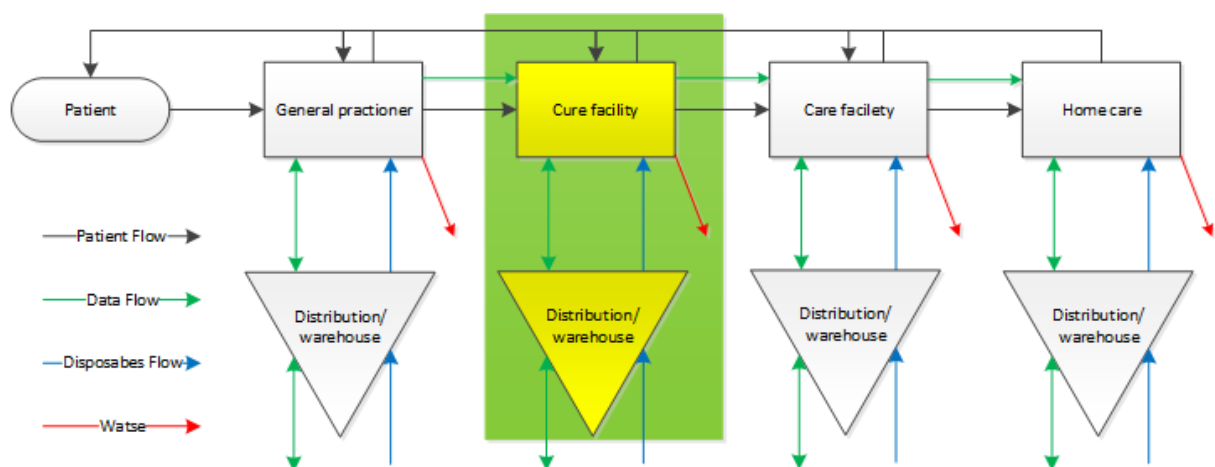 Patient
General practioner
Cure facility
Care facilety
Home care
Patient Flow
Data Flow
Disposabes Flow
Watse
Distribution/
warehouse
Distribution/
warehouse
Distribution/
warehouse
Distribution/
warehouse